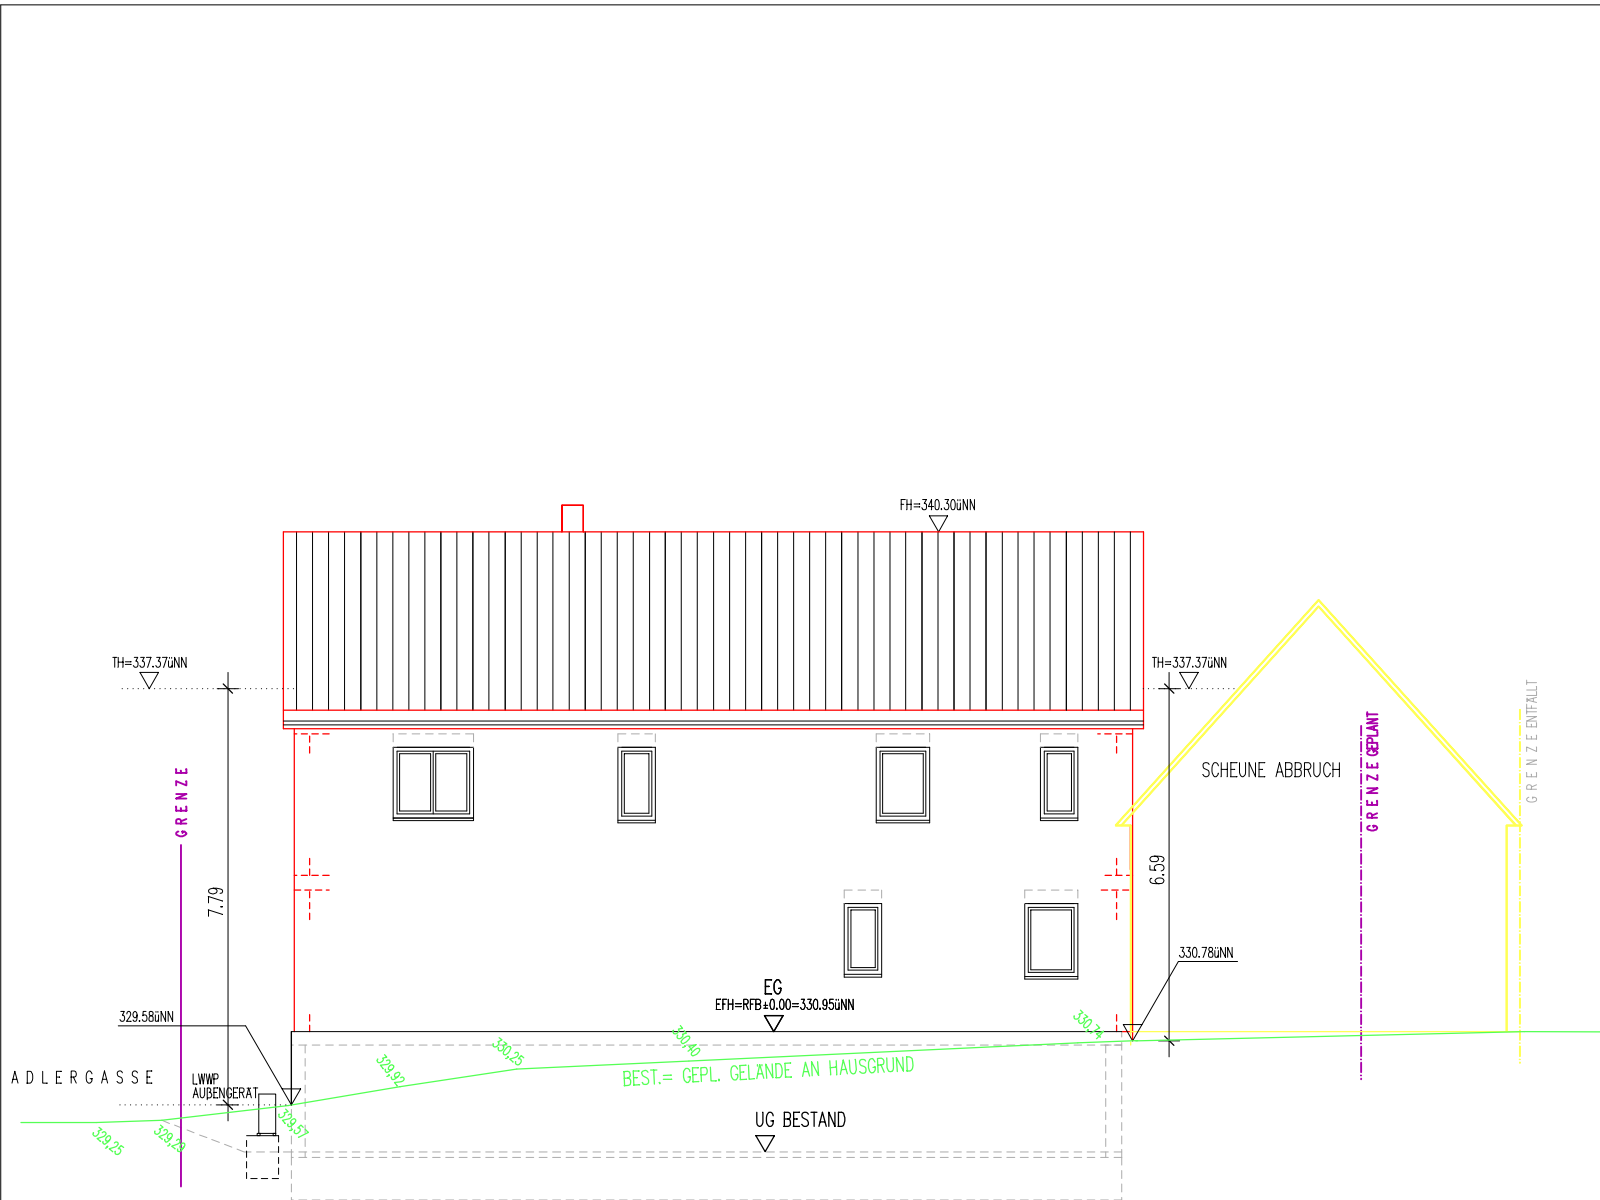 FH=340.30üNN
TH=337.37üNN
TH=337.37üNN
SCHEUNE ABBRUCH
GRENZE
GRENZE GEPLANT
GRENZE ENTFÄLLT
7.79
6.59
330.78üNN
EG
EFH=RFB±0.00=330.95üNN
329.58üNN
330,74
330,40
330,25
329,92
BEST.= GEPL. GELÄNDE AN HAUSGRUND
ADLERGASSE
LWWP
AUßENGERÄT
329,57
329,29
329,25
UG BESTAND